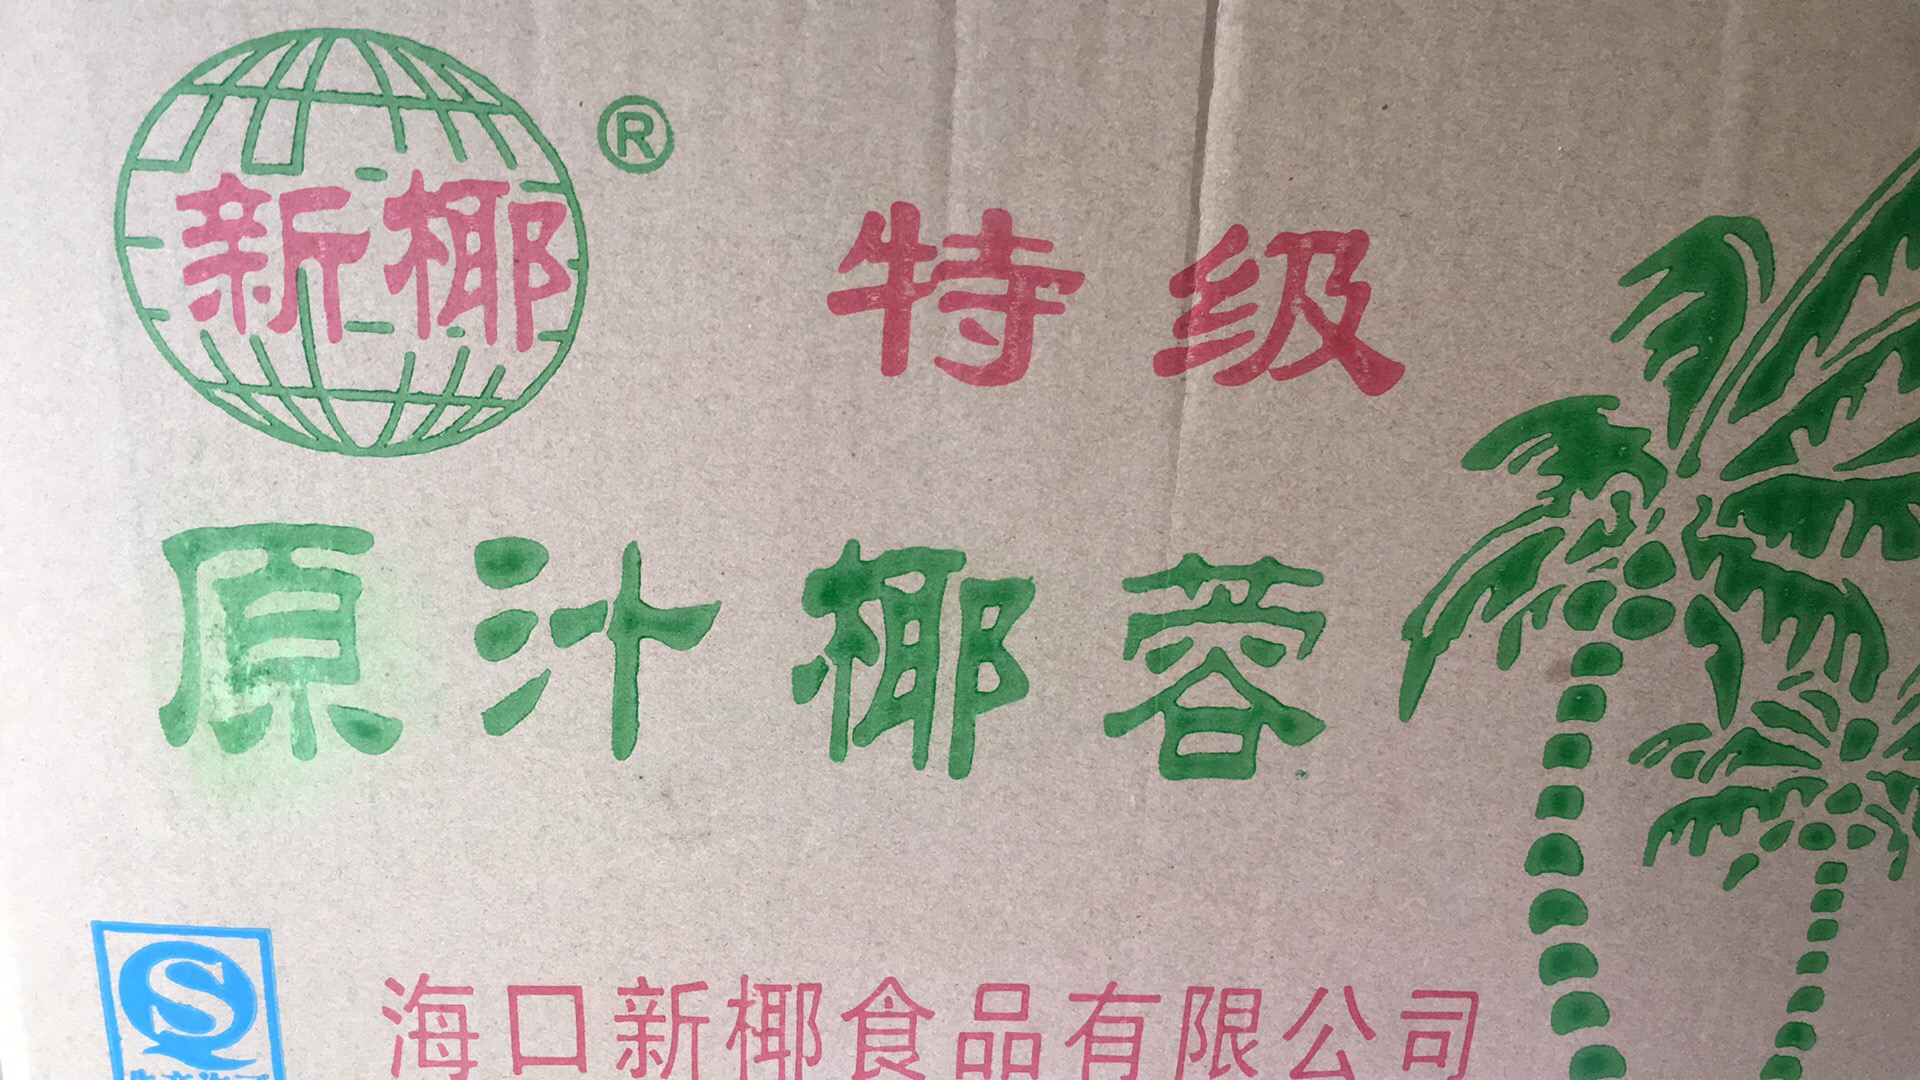 新椰 ®
特级
原汁椰蓉
海口新椰食品有限公司